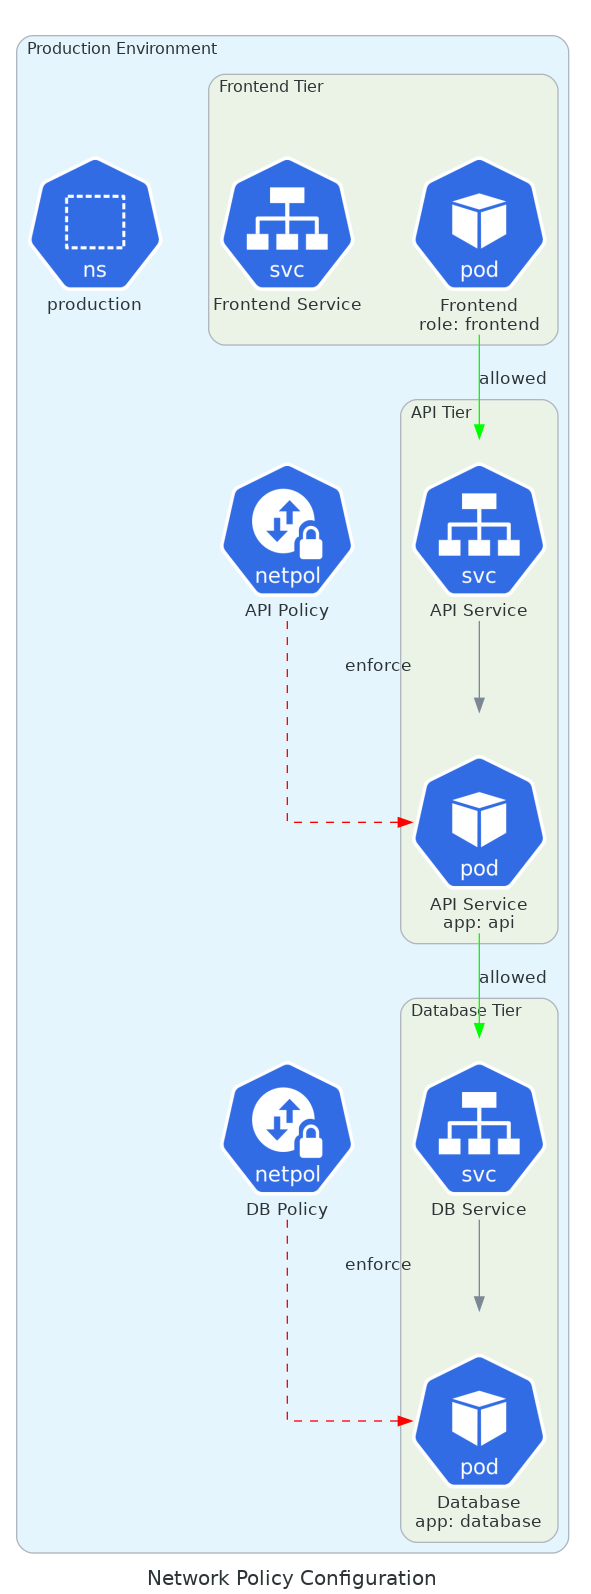 Production Environment
Frontend Tier
ns
production
svc
Frontend Service
pod
Frontend
role: frontend
allowed
API Tier
netpol
API Policy
svc
API Service
enforce
pod
API Service
app: api
allowed
Database Tier
netpol
DB Policy
svc
DB Service
enforce
pod
Database
app: database
Network Policy Configuration